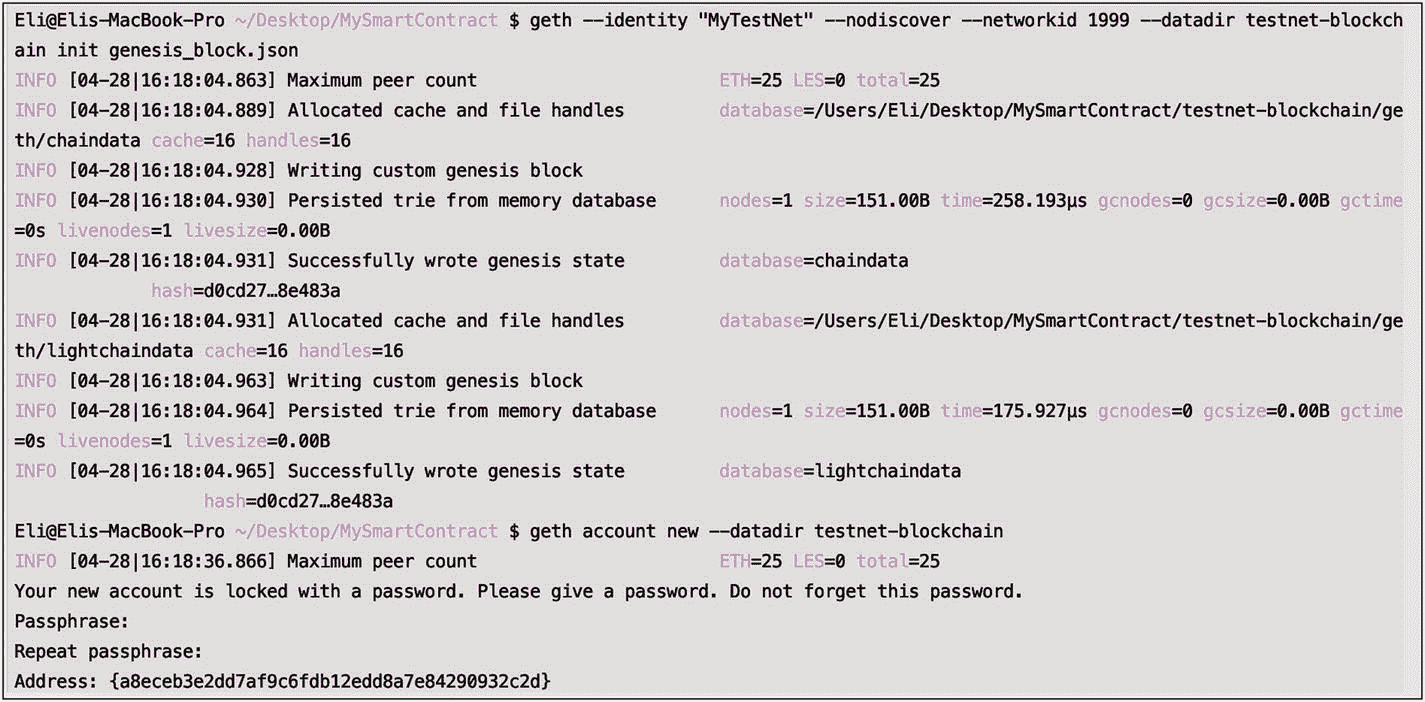 Eli@Elis-MacBook-Pro ~/Desktop/MySmartContract $ geth --identity "MyTestNet" --nodiscover --networkid 1999 --datadir testnet-blockch
ain init genesis_block.json
INFO [04-28|16:18:04.863] Maximum peer count                       ETH=25 LES=0 total=25
INFO [04-28|16:18:04.889] Allocated cache and file handles         database=/Users/Eli/Desktop/MySmartContract/testnet-blockchain/ge
th/chaindata cache=16 handles=16
INFO [04-28|16:18:04.928] Writing custom genesis block
INFO [04-28|16:18:04.930] Persisted trie from memory database      nodes=1 size=151.00B time=258.193µs gcnodes=0 gcsize=0.00B gctime
=0s livenodes=1 livesize=0.00B
INFO [04-28|16:18:04.931] Successfully wrote genesis state         database=chaindata
             hash=d0cd27…8e483a
INFO [04-28|16:18:04.931] Allocated cache and file handles         database=/Users/Eli/Desktop/MySmartContract/testnet-blockchain/ge
th/lightchaindata cache=16 handles=16
INFO [04-28|16:18:04.963] Writing custom genesis block
INFO [04-28|16:18:04.964] Persisted trie from memory database      nodes=1 size=151.00B time=175.927µs gcnodes=0 gcsize=0.00B gctime
=0s livenodes=1 livesize=0.00B
INFO [04-28|16:18:04.965] Successfully wrote genesis state         database=lightchaindata
                  hash=d0cd27…8e483a
Eli@Elis-MacBook-Pro ~/Desktop/MySmartContract $ geth account new --datadir testnet-blockchain
INFO [04-28|16:18:36.866] Maximum peer count                       ETH=25 LES=0 total=25
Your new account is locked with a password. Please give a password. Do not forget this password.
Passphrase:
Repeat passphrase:
Address: {a8eceb3e2dd7af9c6fdb12edd8a7e84290932c2d}